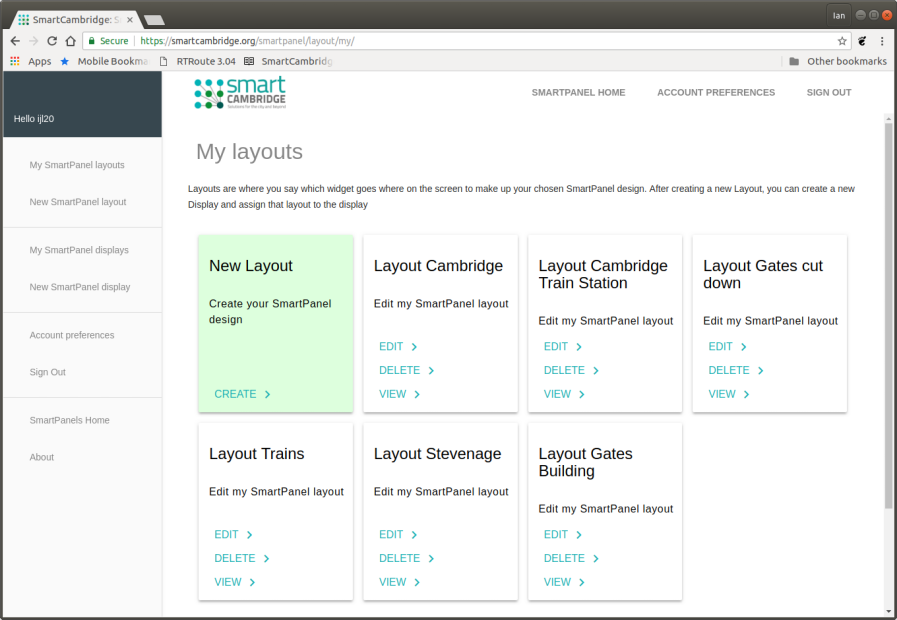 SmartCambridge: S
Ian
Secure
https://smartcambridge.org/smartpanel/layout/my/
Apps
Mobile Bookma
RTRoute 3.04
SmartCambridg
Other bookmarks
Hello ijl20
smart
CAMBRIDGE
Solutions for the city and beyond
SMARTPANEL HOME
ACCOUNT PREFERENCES
SIGN OUT
My SmartPanel layouts
New SmartPanel layout
My SmartPanel displays
New SmartPanel display
Account preferences
Sign Out
SmartPanels Home
About
My layouts
Layouts are where you say which widget goes where on the screen to make up your chosen SmartPanel design. After creating a new Layout, you can create a new
Display and assign that layout to the display
New Layout
Create your SmartPanel
design
CREATE
Layout Cambridge
Edit my SmartPanel layout
EDIT
DELETE
VIEW
Layout Cambridge
Train Station
Edit my SmartPanel layout
EDIT
DELETE
VIEW
Layout Gates cut
down
Edit my SmartPanel layout
EDIT
DELETE
VIEW
Layout Trains
Edit my SmartPanel layout
EDIT
DELETE
VIEW
Layout Stevenage
Edit my SmartPanel layout
EDIT
DELETE
VIEW
Layout Gates
Building
Edit my SmartPanel layout
EDIT
DELETE
VIEW